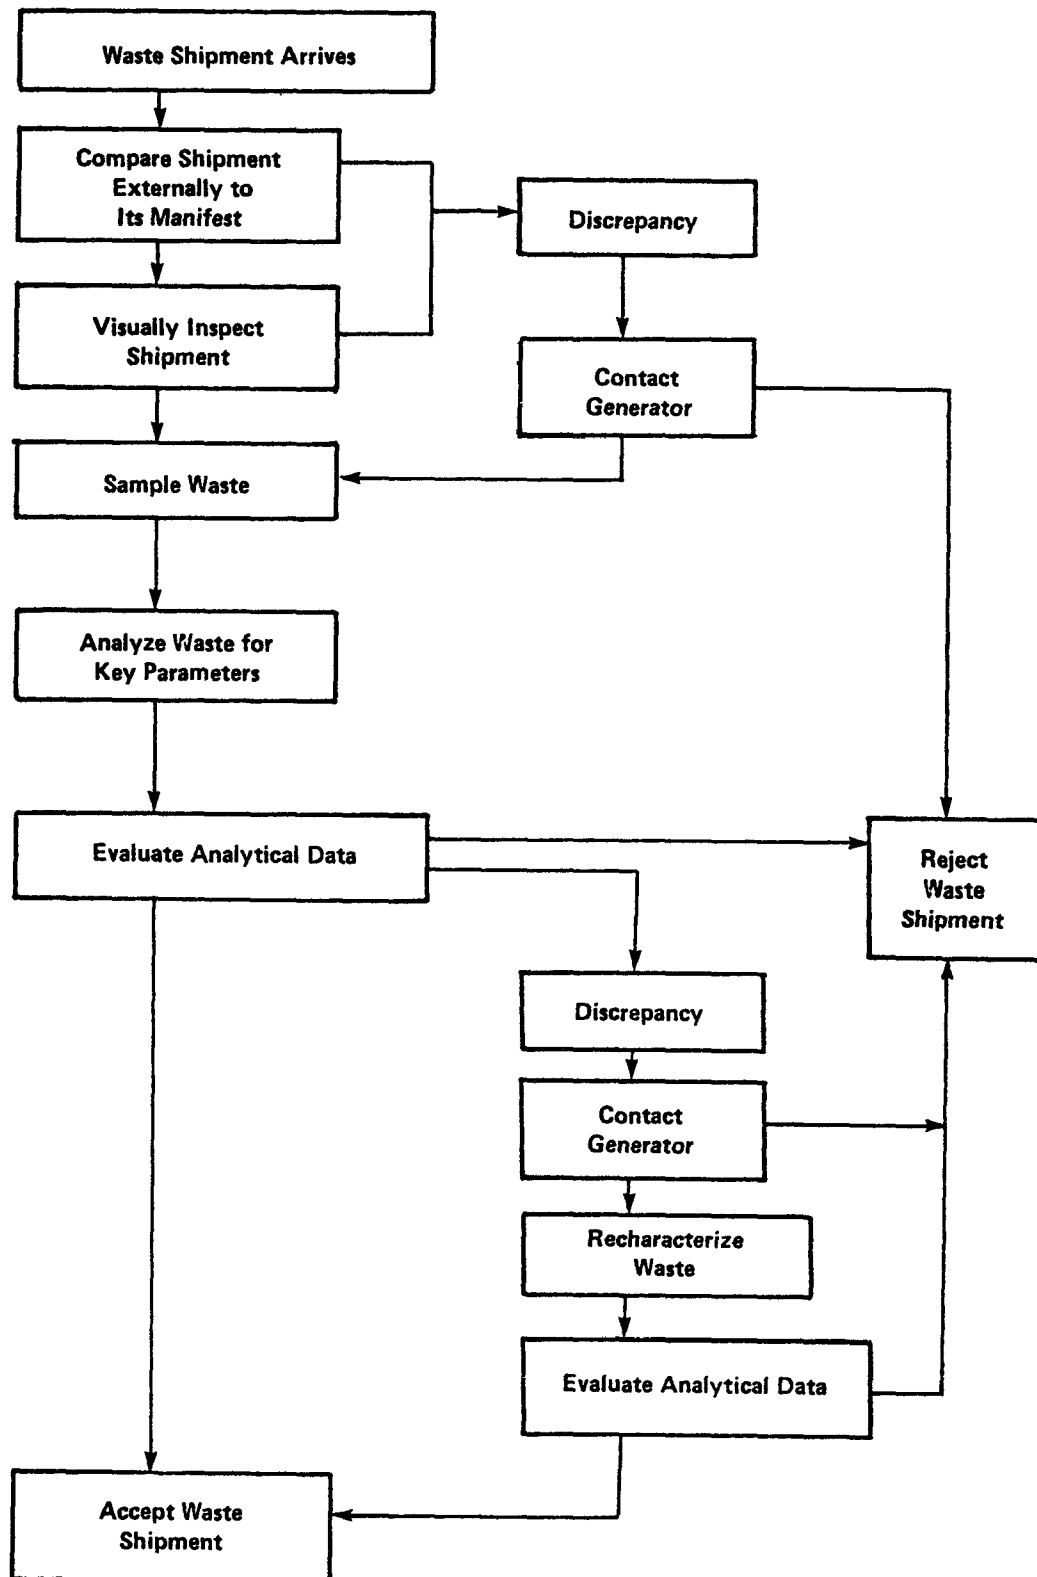 Waste Shipment Arrives
Compare Shipment
Externally to
Its Manifest
Discrepancy
Visually Inspect
Shipment
Contact
Generator
Sample Waste
Analyze Waste for
Key Parameters
Evaluate Analytical Data
Reject
Waste
Shipment
Discrepancy
Contact
Generator
Recharacterize
Waste
Evaluate Analytical Data
Accept Waste
Shipment